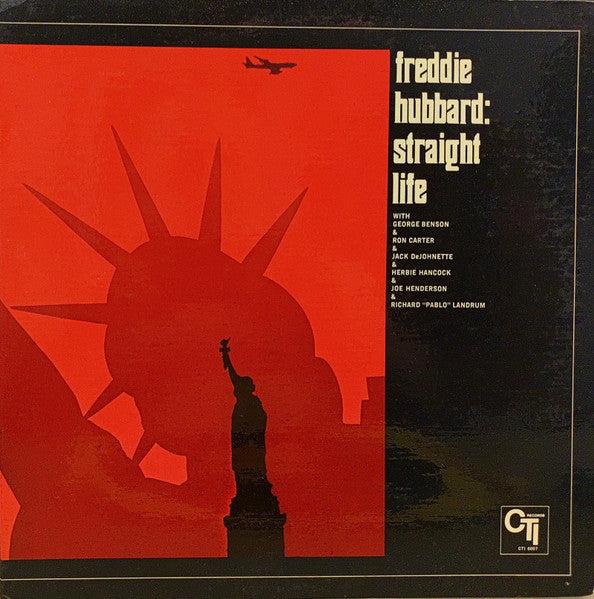 freddie
hubbard:
straight
life
WITH
GEORGE BENSON
&
RON CARTER
&
JACK DeJOHNETTE
&
HERBIE HANCOCK
&
JOE HENDERSON
&
RICHARD "PABLO" LANDRUM
CTI
RECORDS
CTI 6007